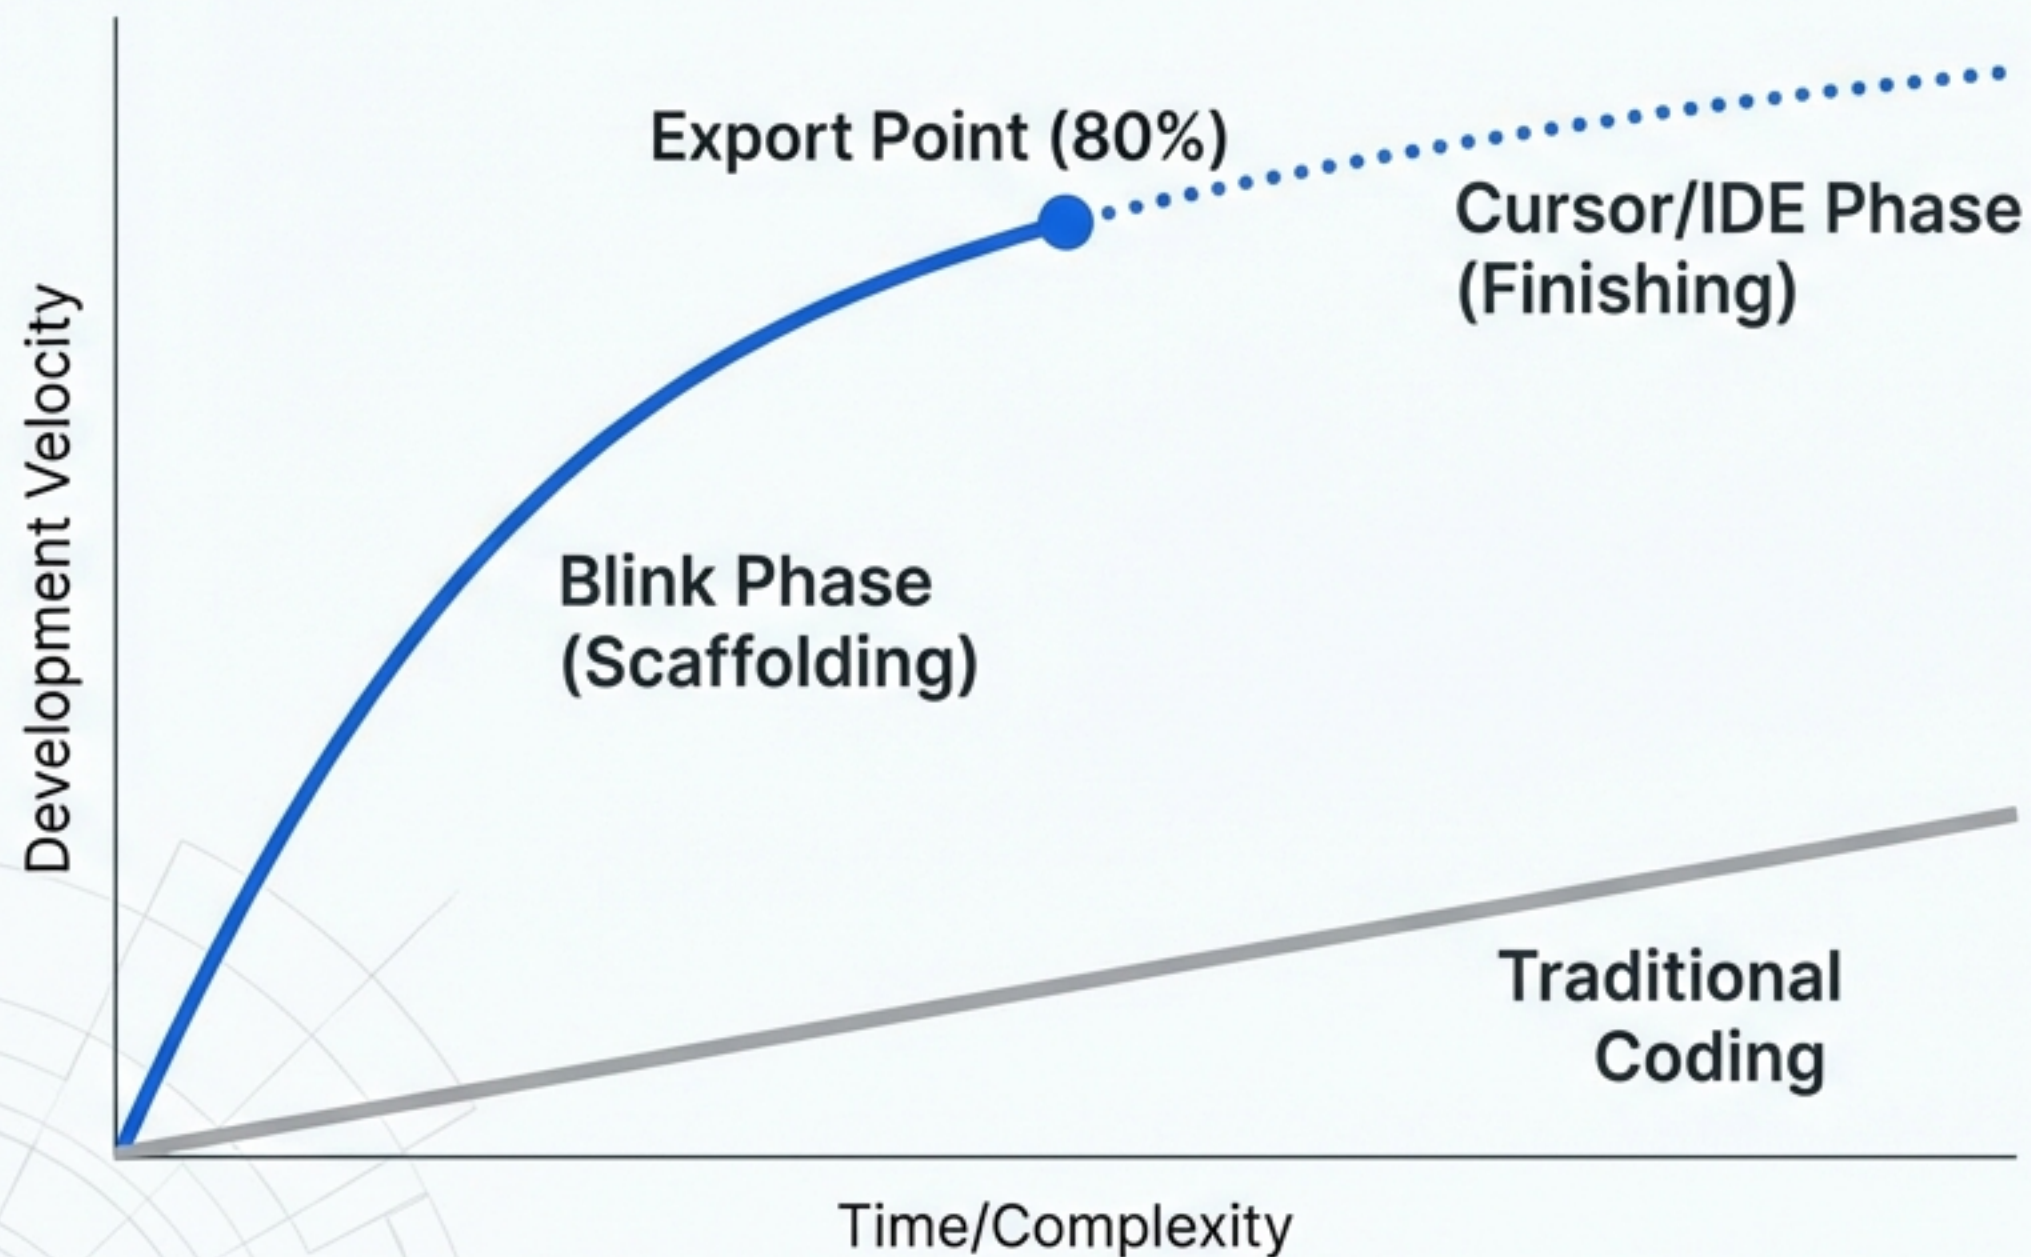 Export Point (80%)
Cursor/IDE Phase
(Finishing)
Development Velocity
Blink Phase
(Scaffolding)
Traditional
Coding
Time/Complexity